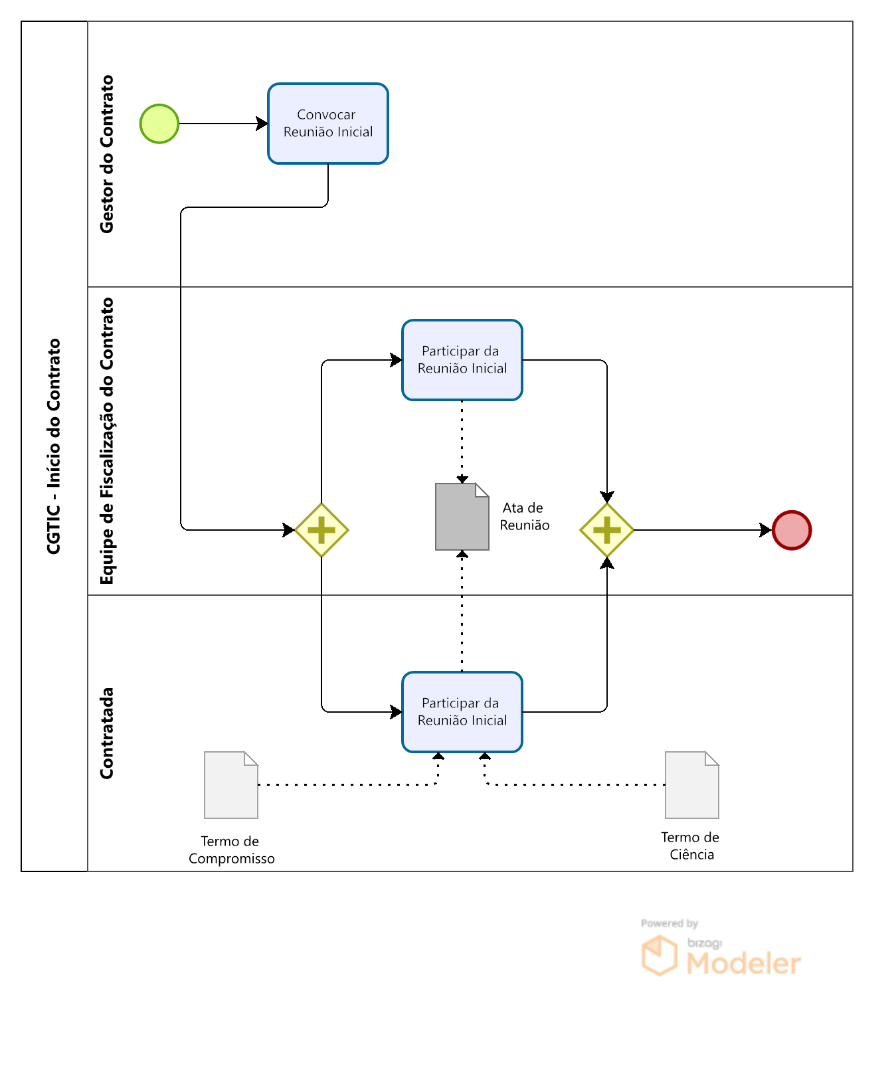 CGTIC - Início do Contrato
Gestor do Contrato
Convocar
Reunião Inicial
Equipe de Fiscalização do Contrato
Participar da
Reunião Inicial
Ata de
Reunião
Contratada
Participar da
Reunião Inicial
Termo de
Compromisso
Termo de
Ciência
Powered by
bizagi
Modeler